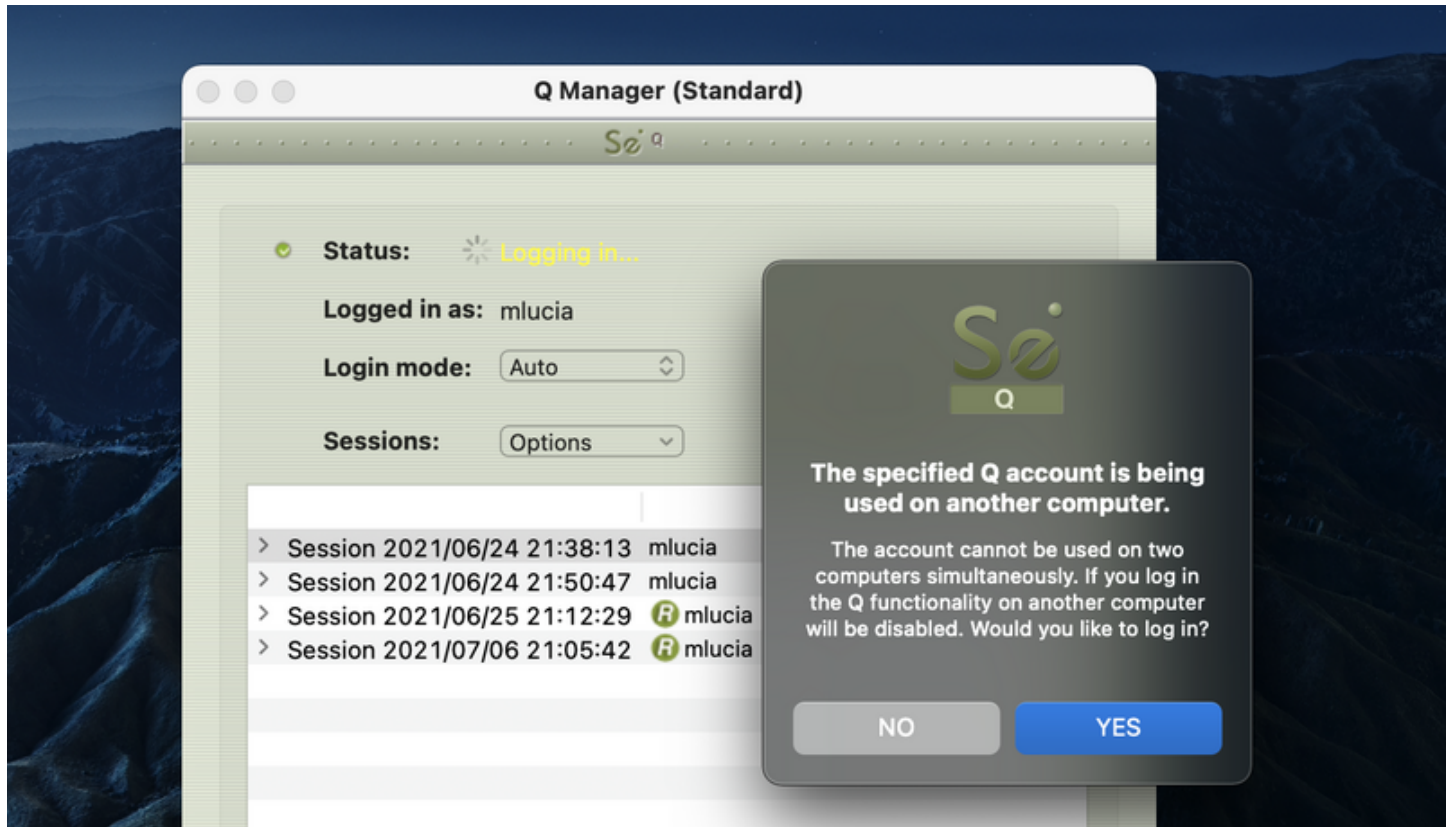 Q Manager (Standard)
Se Q
Status: Logging in...
Logged in as: mlucia
Login mode: Auto
Sessions: Options
Session 2021/06/24 21:38:13 mlucia
Session 2021/06/24 21:50:47 mlucia
Session 2021/06/25 21:12:29 R mlucia
Session 2021/07/06 21:05:42 R mlucia
Se
Q
The specified Q account is being
used on another computer.
The account cannot be used on two
computers simultaneously. If you log in
the Q functionality on another computer
will be disabled. Would you like to log in?
NO YES